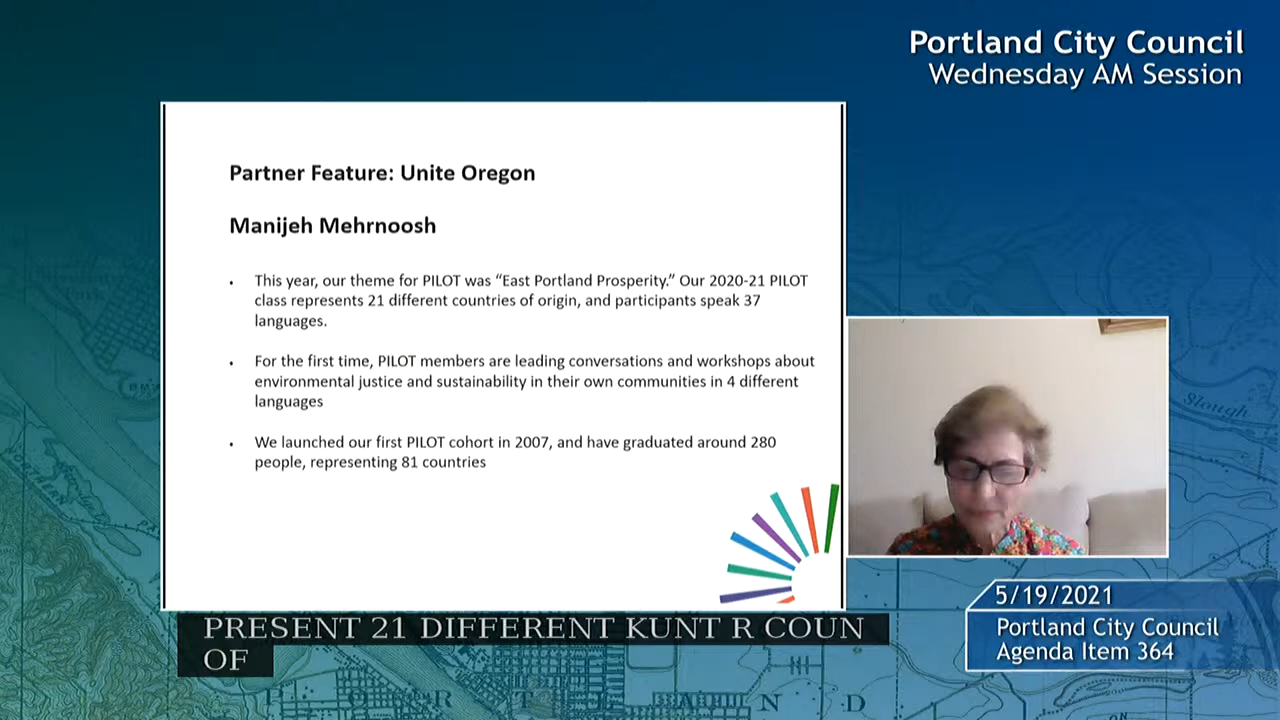 Portland City Council
Wednesday AM Session
Partner Feature: Unite Oregon
Manijeh Mehrnoosh
• This year, our theme for PILOT was “East Portland Prosperity.” Our 2020-21 PILOT
class represents 21 different countries of origin, and participants speak 37
languages.
• For the first time, PILOT members are leading conversations and workshops about
environmental justice and sustainability in their own communities in 4 different
languages
• We launched our first PILOT cohort in 2007, and have graduated around 280
people, representing 81 countries
Slough
5/19/2021
Portland City Council
Agenda Item 364
PRESENT 21 DIFFERENT KUNT R COUN
OF
P O R T L A N D